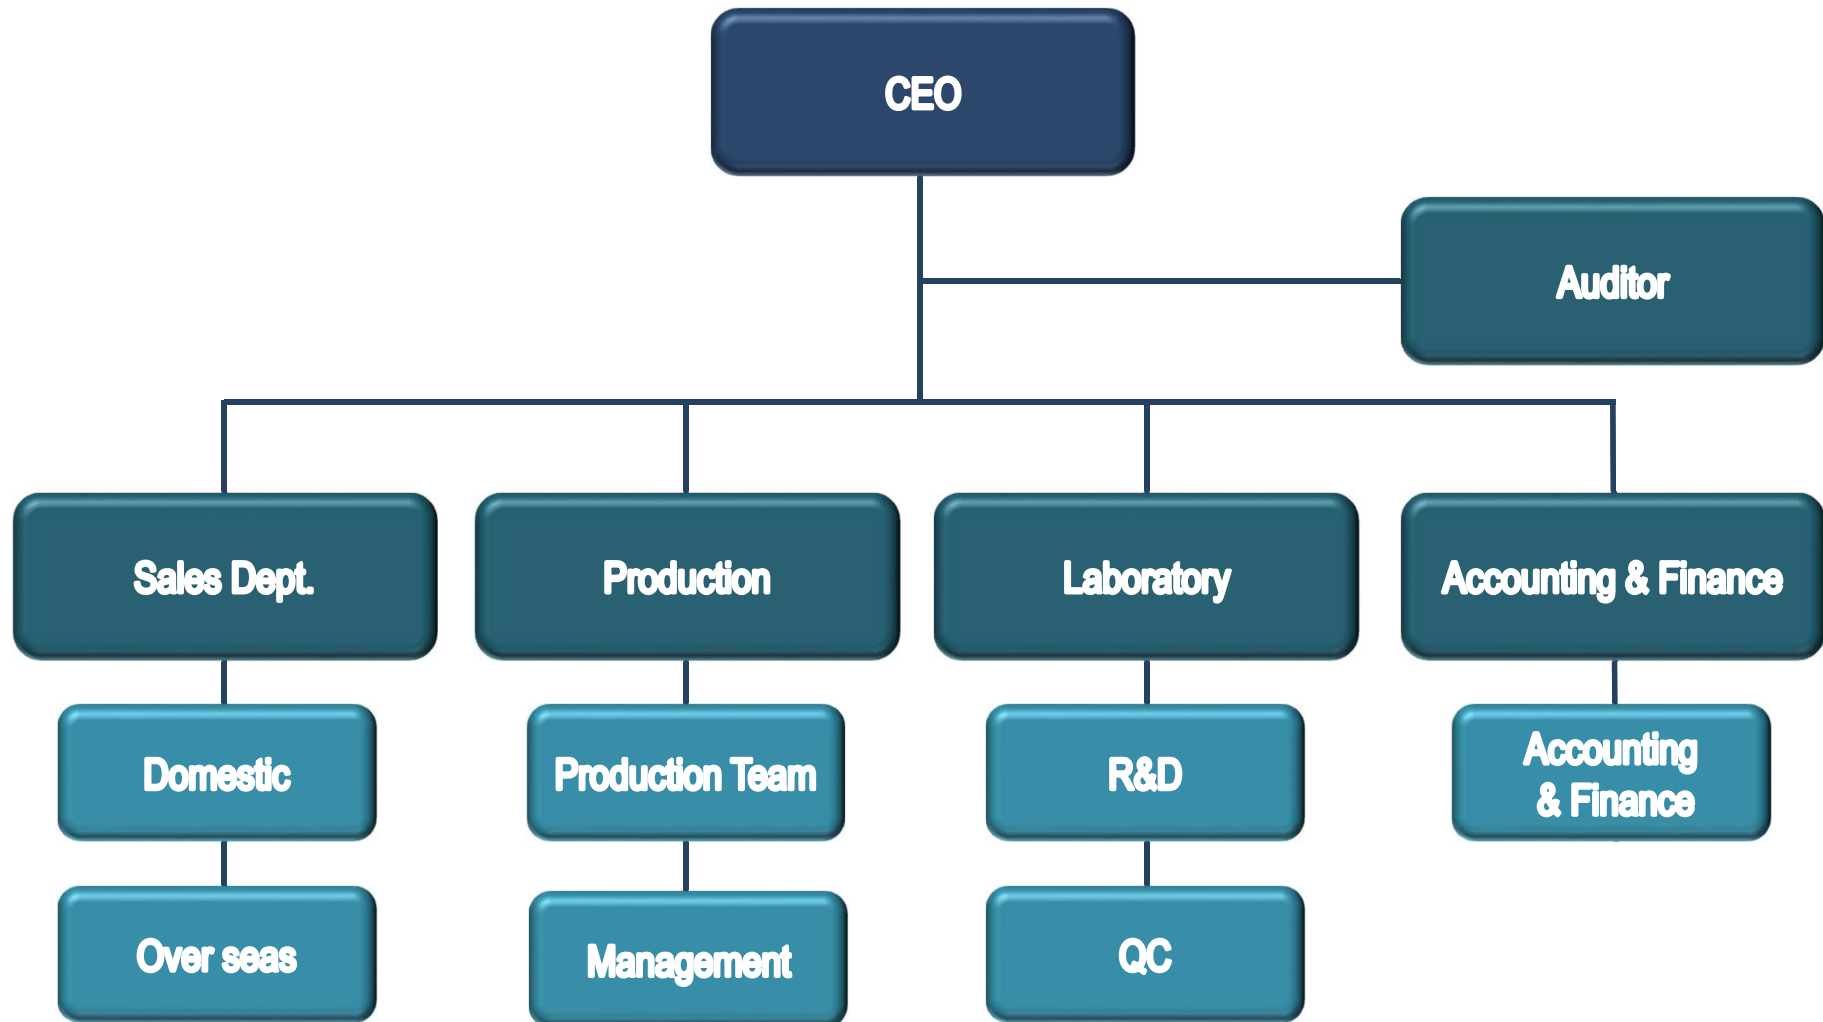 CEO
Auditor
Sales Dept.
Production
Laboratory
Accounting & Finance
Domestic
Production Team
R&D
Accounting
& Finance
Over seas
Management
QC